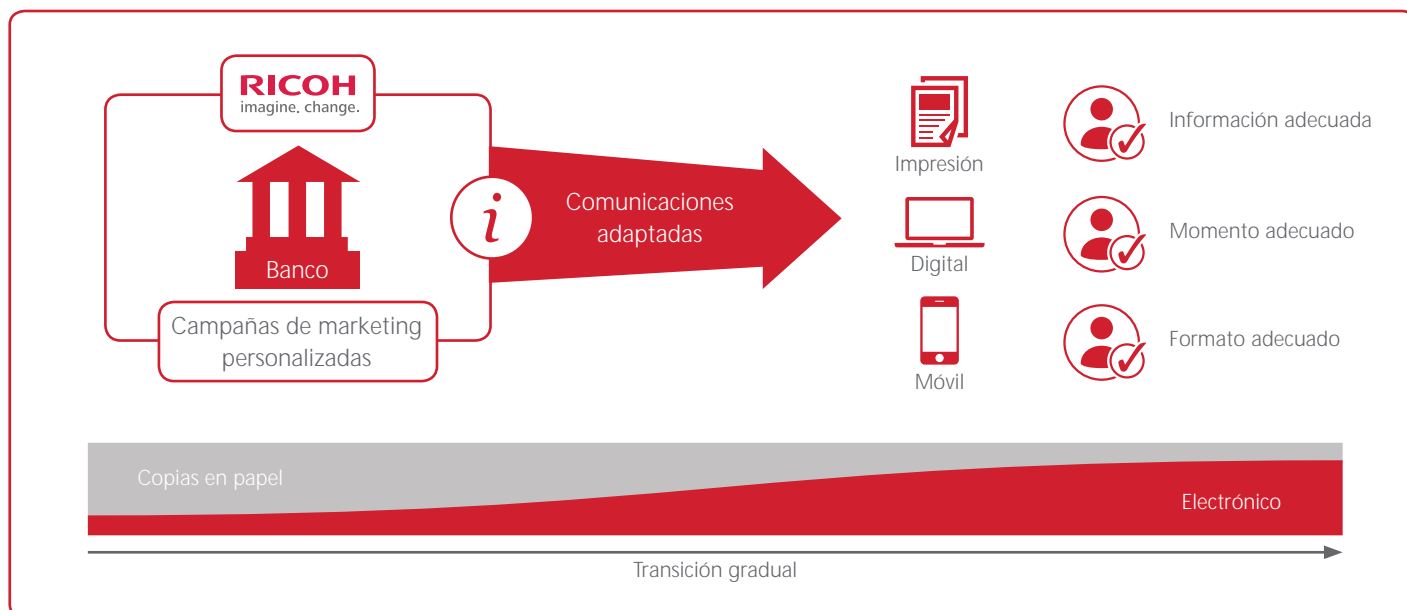 RICOH
imagine. change.
Banco
Campañas de marketing
personalizadas
i
Comunicaciones
adaptadas
Impresión
Digital
Móvil
Información adecuada
Momento adecuado
Formato adecuado
Copias en papel
Electrónico
Transición gradual